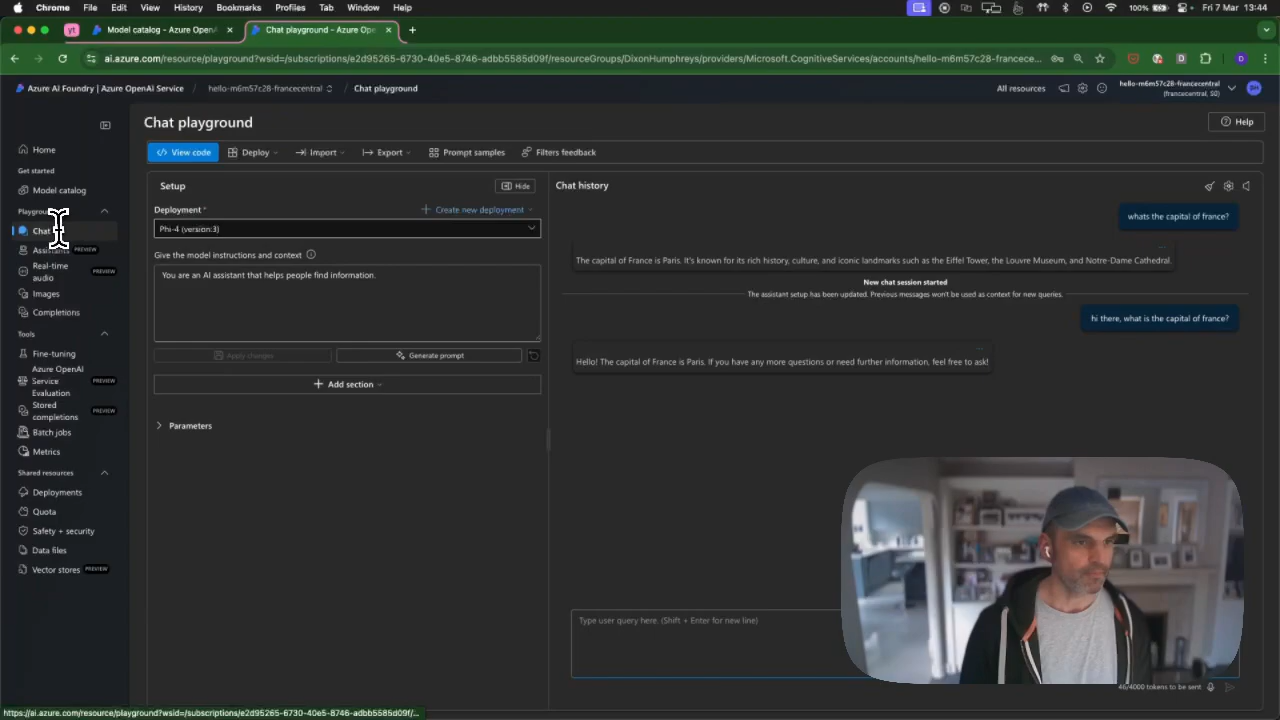 Chrome File Edit View History Bookmarks Profiles Tab Window Help
100% Fri 7 Mar 13:44
yt Model catalog - Azure OpenA Chat playground - Azure Ope
ai.azure.com/resource/playground?wsid=/subscriptions/e2d95265-6730-40e5-8746-adbb5585d09f/resourceGroups/DixonHumphreys/providers/Microsoft.CognitiveServices/accounts/hello-m6m57c28-francece...
Azure AI Foundry | Azure OpenAI Service hello-m6m57c28-francecentral / Chat playground
All resources
hello-m6m57c28-francecentral
(francecentral, S0)
DH
Home
Get started
Model catalog
Chat
PREVIEW
Real-time
audio
PREVIEW
Images
Completions
Tools
Fine-tuning
Azure OpenAI
Service
Evaluation
PREVIEW
Stored
completions
PREVIEW
Batch jobs
Metrics
Shared resources
Deployments
Quota
Safety + security
Data files
Vector stores PREVIEW
Chat playground
Help
View code Deploy Import Export Prompt samples Filters feedback
Setup
Hide
Deployment*
Create new deployment
Phi-4 (version:3)
Give the model instructions and context
You are an AI assistant that helps people find information.
Apply changes Generate prompt
Add section
Parameters
Chat history
whats the capital of france?
The capital of France is Paris. It's known for its rich history, culture, and iconic landmarks such as the Eiffel Tower, the Louvre Museum, and Notre-Dame Cathedral.
New chat session started
The assistant setup has been updated. Previous messages won't be used as context for new queries.
hi there, what is the capital of france?
Hello! The capital of France is Paris. If you have any more questions or need further information, feel free to ask!
Type user query here. (Shift + Enter for new line)
46/4000 tokens to be sent
https://ai.azure.com/resource/playground?wsid=/subscriptions/e2d95265-6730-40e5-8746-adbb5585d09f/...